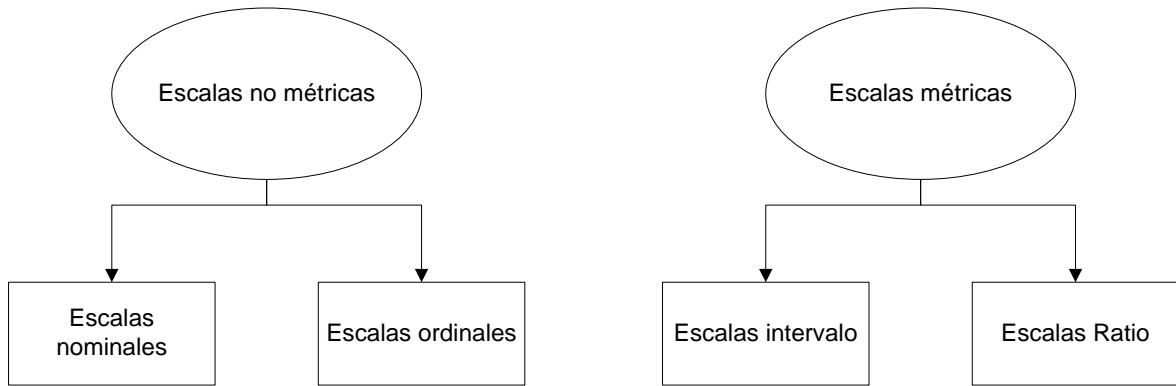 Escalas no métricas
Escalas métricas
Escalas
nominales
Escalas ordinales
Escalas intervalo
Escalas Ratio